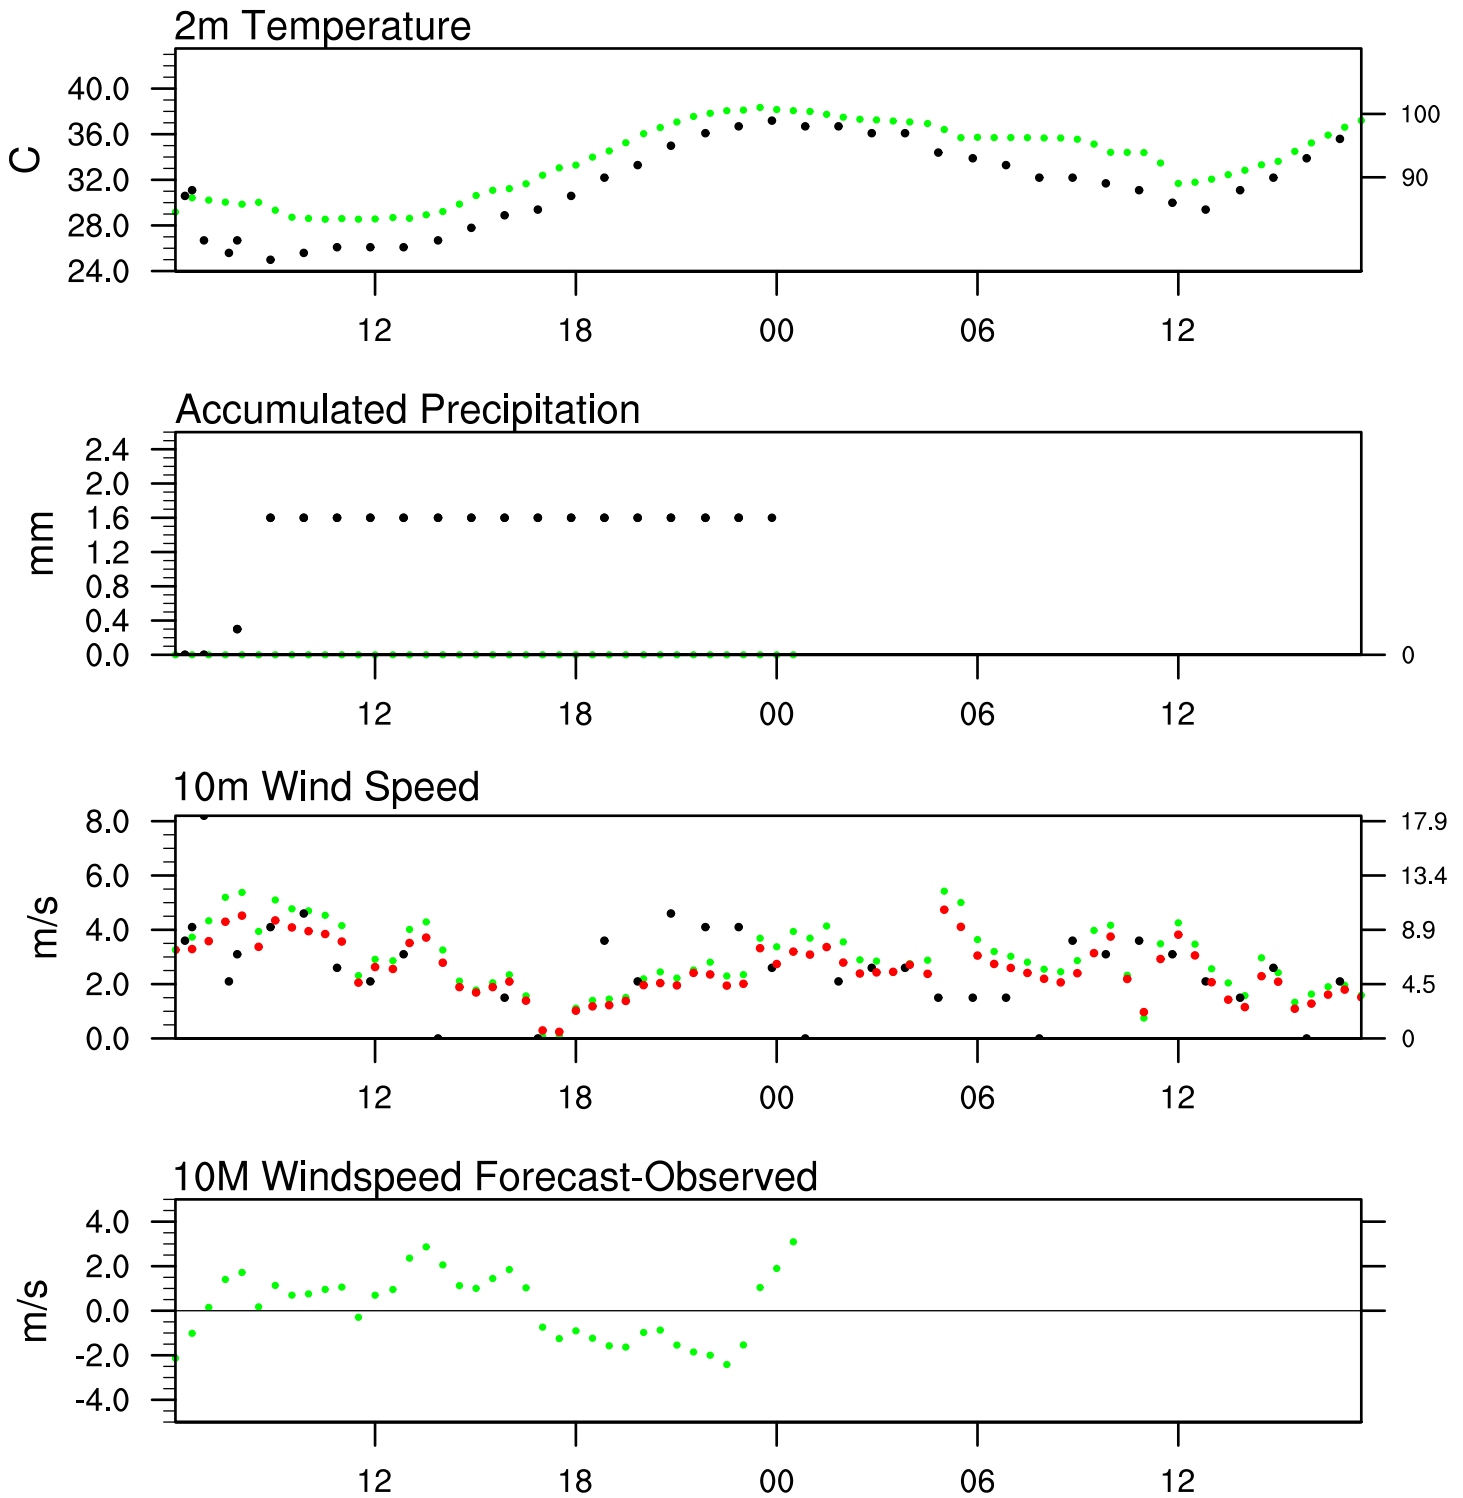 2m Temperature
40.0
36.0
32.0
28.0
24.0
C
100
90
12 18 00 06 12
Accumulated Precipitation
2.4
2.0
1.6
1.2
0.8
0.4
0.0
mm
0
12 18 00 06 12
10m Wind Speed
8.0
6.0
4.0
2.0
0.0
m/s
17.9
13.4
8.9
4.5
0
12 18 00 06 12
10M Windspeed Forecast-Observed
4.0
2.0
0.0
-2.0
-4.0
m/s
12 18 00 06 12